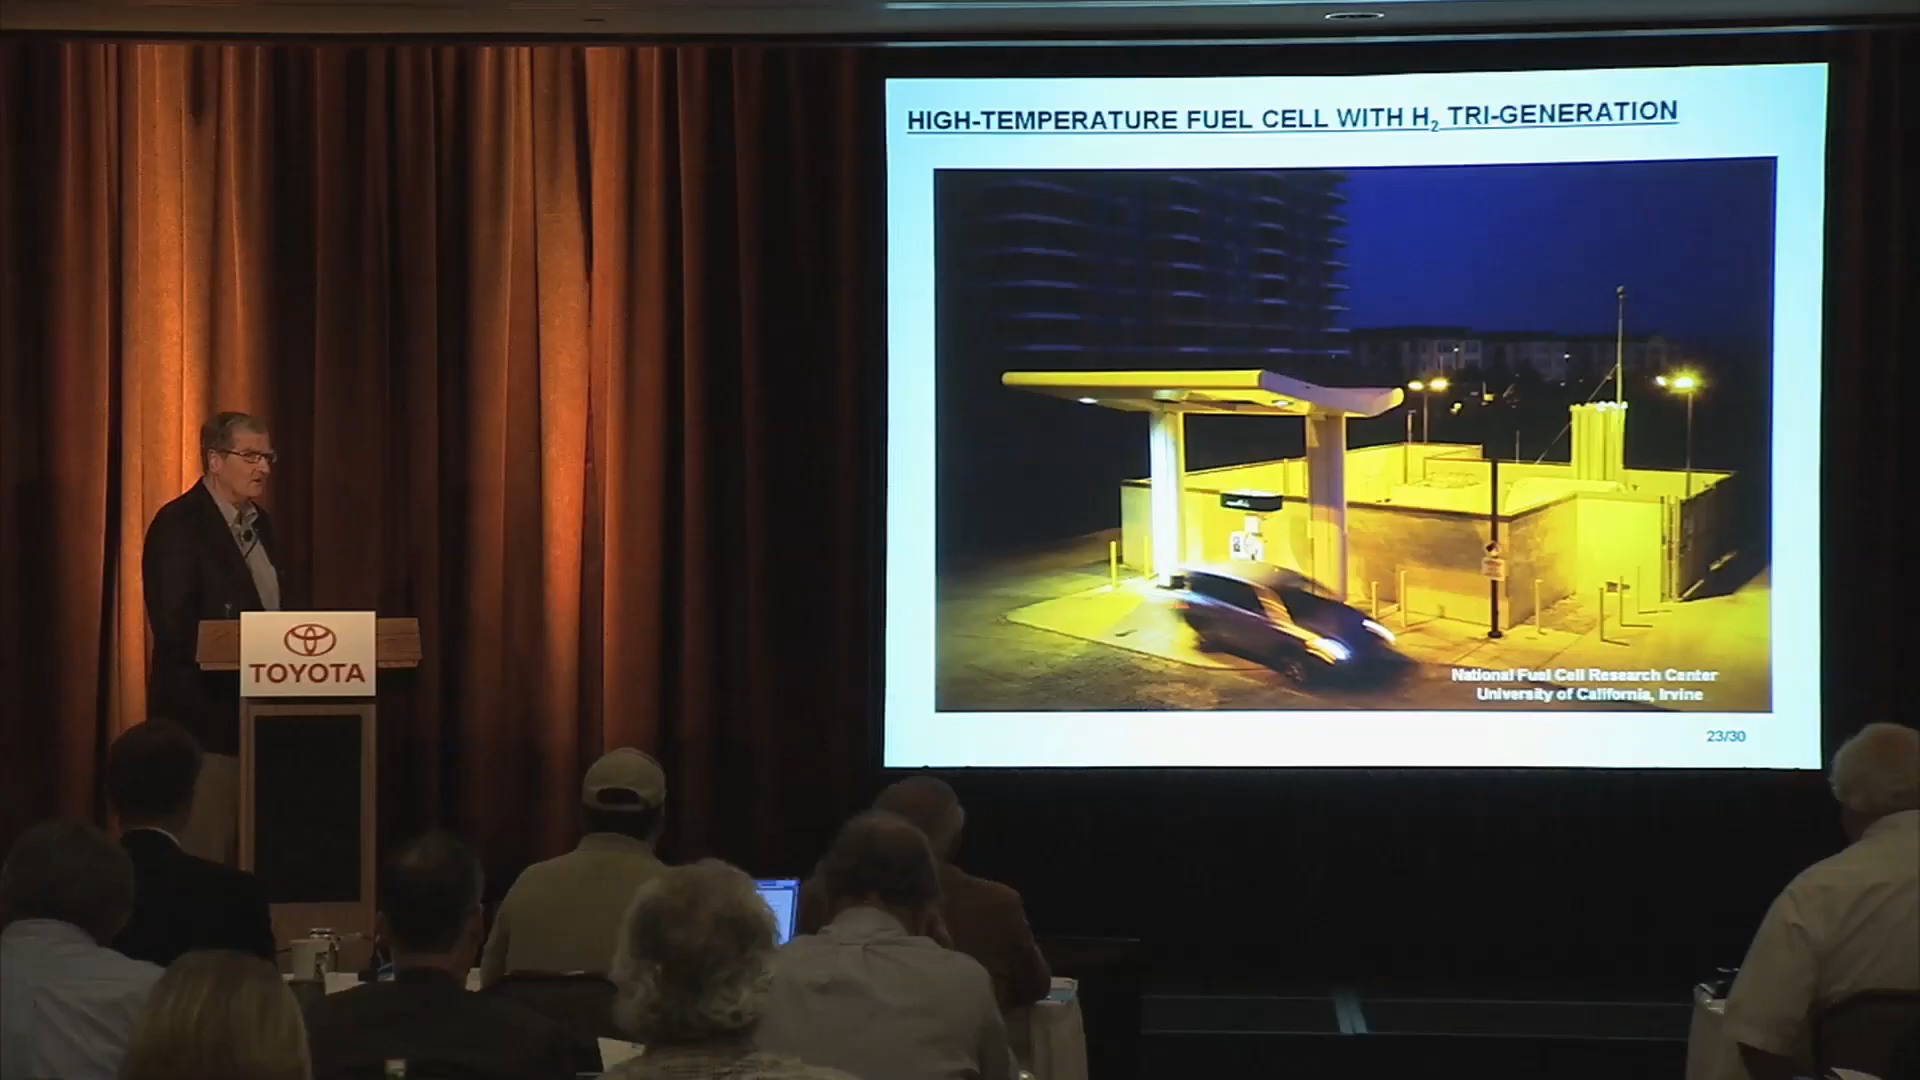 HIGH-TEMPERATURE FUEL CELL WITH H₂ TRI-GENERATION
National Fuel Cell Research Center
University of California, Irvine
23/30
TOYOTA